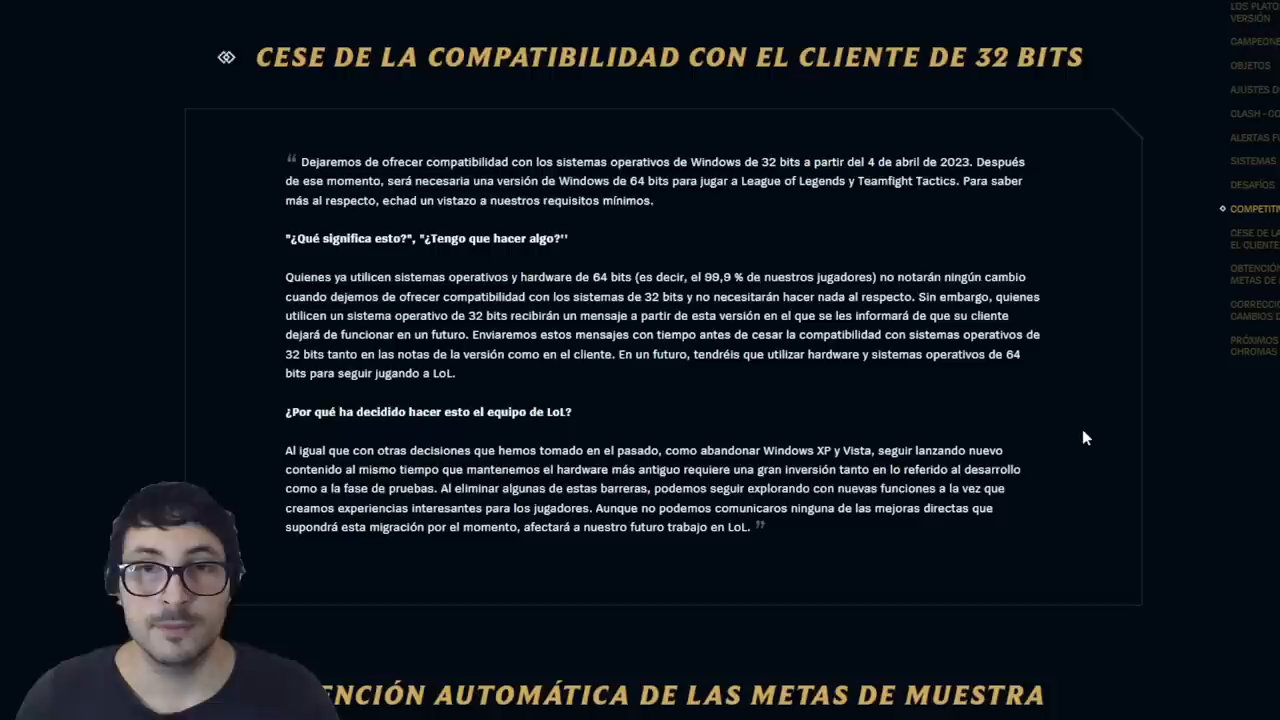 CESE DE LA COMPATIBILIDAD CON EL CLIENTE DE 32 BITS
“ Dejaremos de ofrecer compatibilidad con los sistemas operativos de Windows de 32 bits a partir del 4 de abril de 2023. Después
de ese momento, será necesaria una versión de Windows de 64 bits para jugar a League of Legends y Teamfight Tactics. Para saber
más al respecto, echad un vistazo a nuestros requisitos mínimos.
"¿Qué significa esto?", "¿Tengo que hacer algo?''
Quienes ya utilicen sistemas operativos y hardware de 64 bits (es decir, el 99,9 % de nuestros jugadores) no notarán ningún cambio
cuando dejemos de ofrecer compatibilidad con los sistemas de 32 bits y no necesitarán hacer nada al respecto. Sin embargo, quienes
utilicen un sistema operativo de 32 bits recibirán un mensaje a partir de esta versión en el que se les informará de que su cliente
dejará de funcionar en un futuro. Enviaremos estos mensajes con tiempo antes de cesar la compatibilidad con sistemas operativos de
32 bits tanto en las notas de la versión como en el cliente. En un futuro, tendréis que utilizar hardware y sistemas operativos de 64
bits para seguir jugando a LoL.
¿Por qué ha decidido hacer esto el equipo de LoL?
Al igual que con otras decisiones que hemos tomado en el pasado, como abandonar Windows XP y Vista, seguir lanzando nuevo
contenido al mismo tiempo que mantenemos el hardware más antiguo requiere una gran inversión tanto en lo referido al desarrollo
como a la fase de pruebas. Al eliminar algunas de estas barreras, podemos seguir explorando con nuevas funciones a la vez que
creamos experiencias interesantes para los jugadores. Aunque no podemos comunicaros ninguna de las mejoras directas que
supondrá esta migración por el momento, afectará a nuestro futuro trabajo en LoL. ”
ENCIÓN AUTOMÁTICA DE LAS METAS DE MUESTRA
LOS PLATO
VERSIÓN
CAMPEONE
OBJETOS
AJUSTES D
CLASH - CO
ALERTAS F
SISTEMAS
DESAFÍOS
COMPETITIV
CESE DE LA
EL CLIENTE
OBTENCIÓN
METAS DE
CORRECCI
CAMBIOS D
PRÓXIMOS
CHROMAS